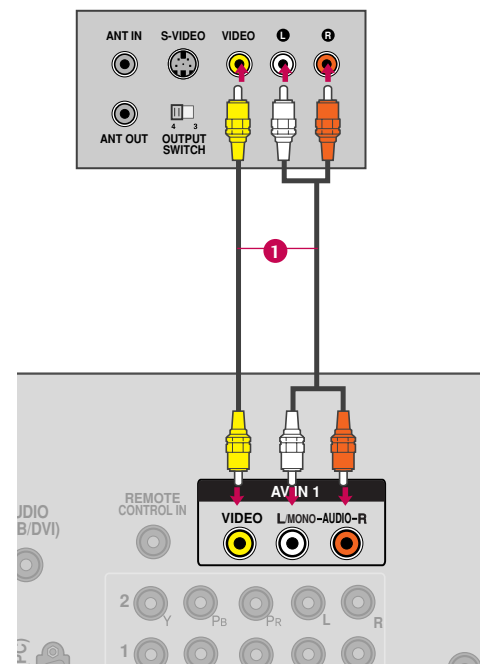 ANT IN S-VIDEO VIDEO L R
4 3
ANT OUT OUTPUT
SWITCH
1
AV IN 1
REMOTE
CONTROL IN
VIDEO L/MONO-AUDIO-R
B/DVI)
2 Y PB PR L R
1